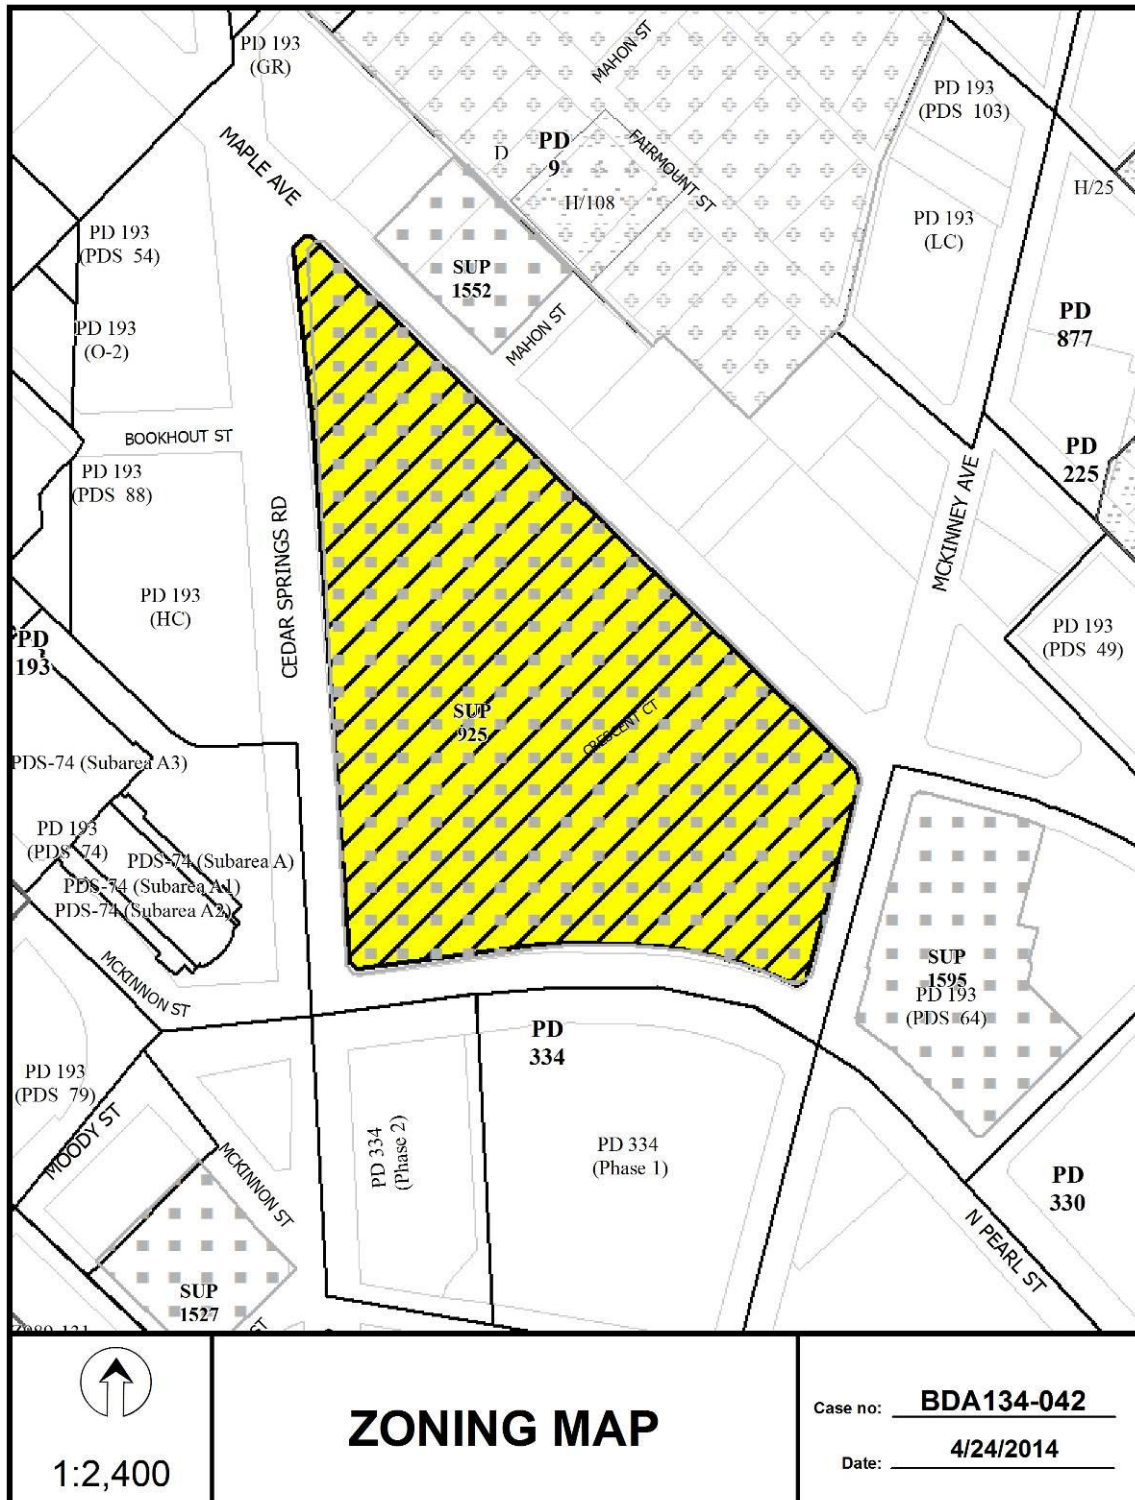 PD 193
(GR)
MAHON ST
PD 193
(PDS 103)
MAPLE AVE
D
PD
9
FAIRMOUNT ST
H/108
H/25
PD 193
(PDS 54)
PD 193
(LC)
SUP
1552
MAHON ST
PD 193
(O-2)
PD
877
BOOKHOUT ST
PD
225
PD 193
(PDS 88)
CEDAR SPRINGS RD
MCKINNEY AVE
PD 193
(HC)
PD
193
PD 193
(PDS 49)
SUP
925
CRESCENT CT
PDS-74 (Subarea A3)
PD 193
(PDS 74)
PDS-74 (Subarea A)
PDS-74 (Subarea A1)
PDS-74 (Subarea A2)
MCKINNON ST
SUP
1595
PD 193
(PDS 64)
PD
334
PD 193
(PDS 79)
MOODY ST
MCKINNON ST
PD 334
(Phase 2)
PD 334
(Phase 1)
PD
330
N PEARL ST
SUP
1527
ST
1:2,400
ZONING MAP
Case no: BDA134-042
Date: 4/24/2014